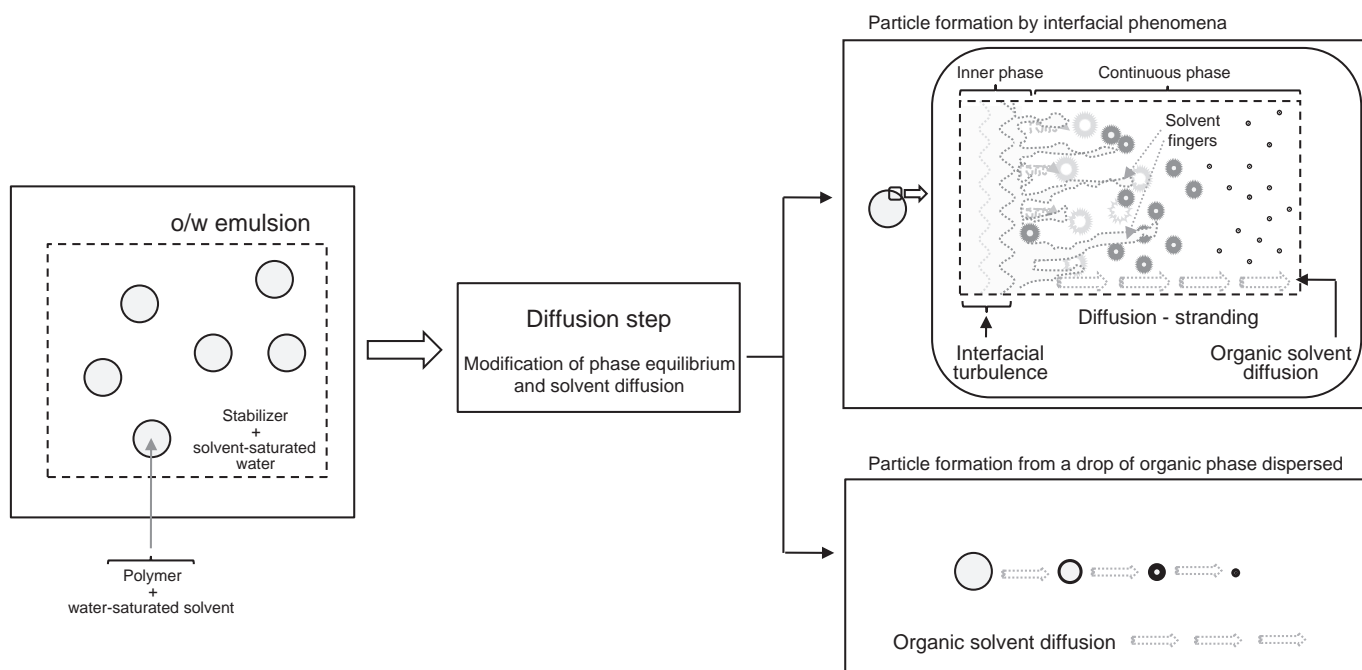 Particle formation by interfacial phenomena
Inner phase
Continuous phase
Solvent
fingers
Interfacial
turbulence
Diffusion - stranding
Organic solvent
diffusion
o/w emulsion
Stabilizer
+
solvent-saturated
water
Polymer
+
water-saturated solvent
Diffusion step
Modification of phase equilibrium
and solvent diffusion
Particle formation from a drop of organic phase dispersed
Organic solvent diffusion